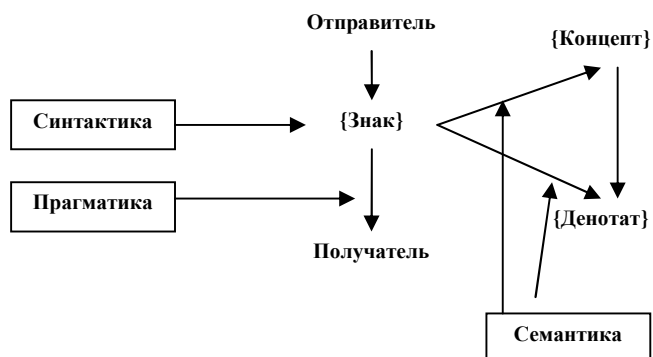 Отправитель
{Концепт}
Синтактика
{Знак}
Прагматика
{Денотат}
Получатель
Семантика